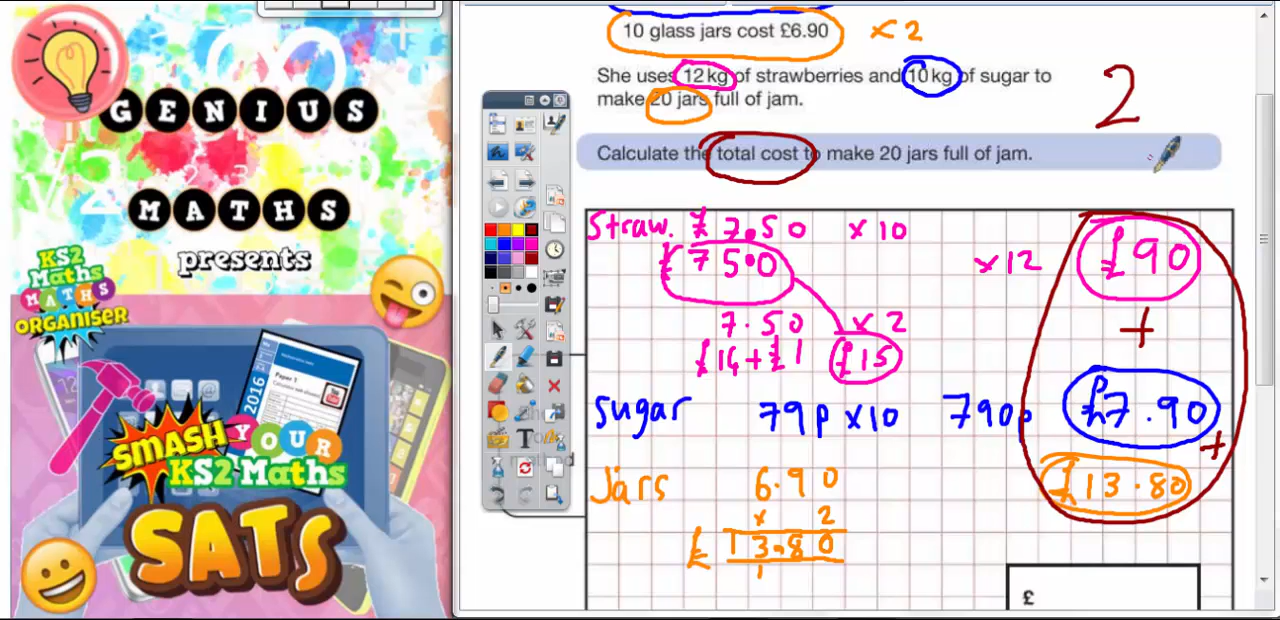 GENIUS
MATHS
presents
KS2
Maths
MATHS
ORGANISER
2016
Paper 1
SMASH YOUR
KS2 Maths
SATS
10 glass jars cost £6.90 × 2
She uses 12 kg of strawberries and 10 kg of sugar to
make 20 jars full of jam.
2
Calculate the total cost to make 20 jars full of jam.
Straw. £7.50 × 10
£75.0 × 12 £90
7.50 × 2
£14 + £1 £15
+
sugar 79p × 10 790p £7.90
+
Jars 6.90 £13.80
× 2
£ 13.80
1
£